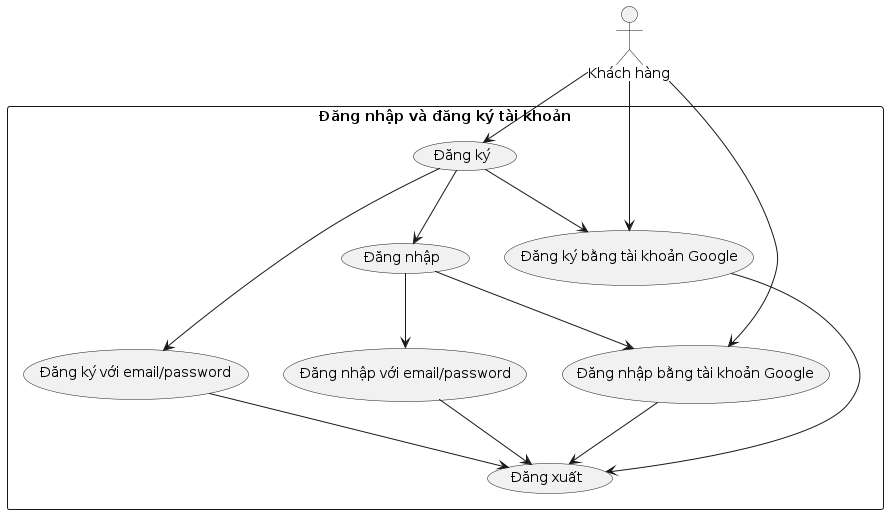 Khách hàng
Đăng nhập và đăng ký tài khoản
Đăng ký
Đăng nhập
Đăng ký bằng tài khoản Google
Đăng ký với email/password
Đăng nhập với email/password
Đăng nhập bằng tài khoản Google
Đăng xuất